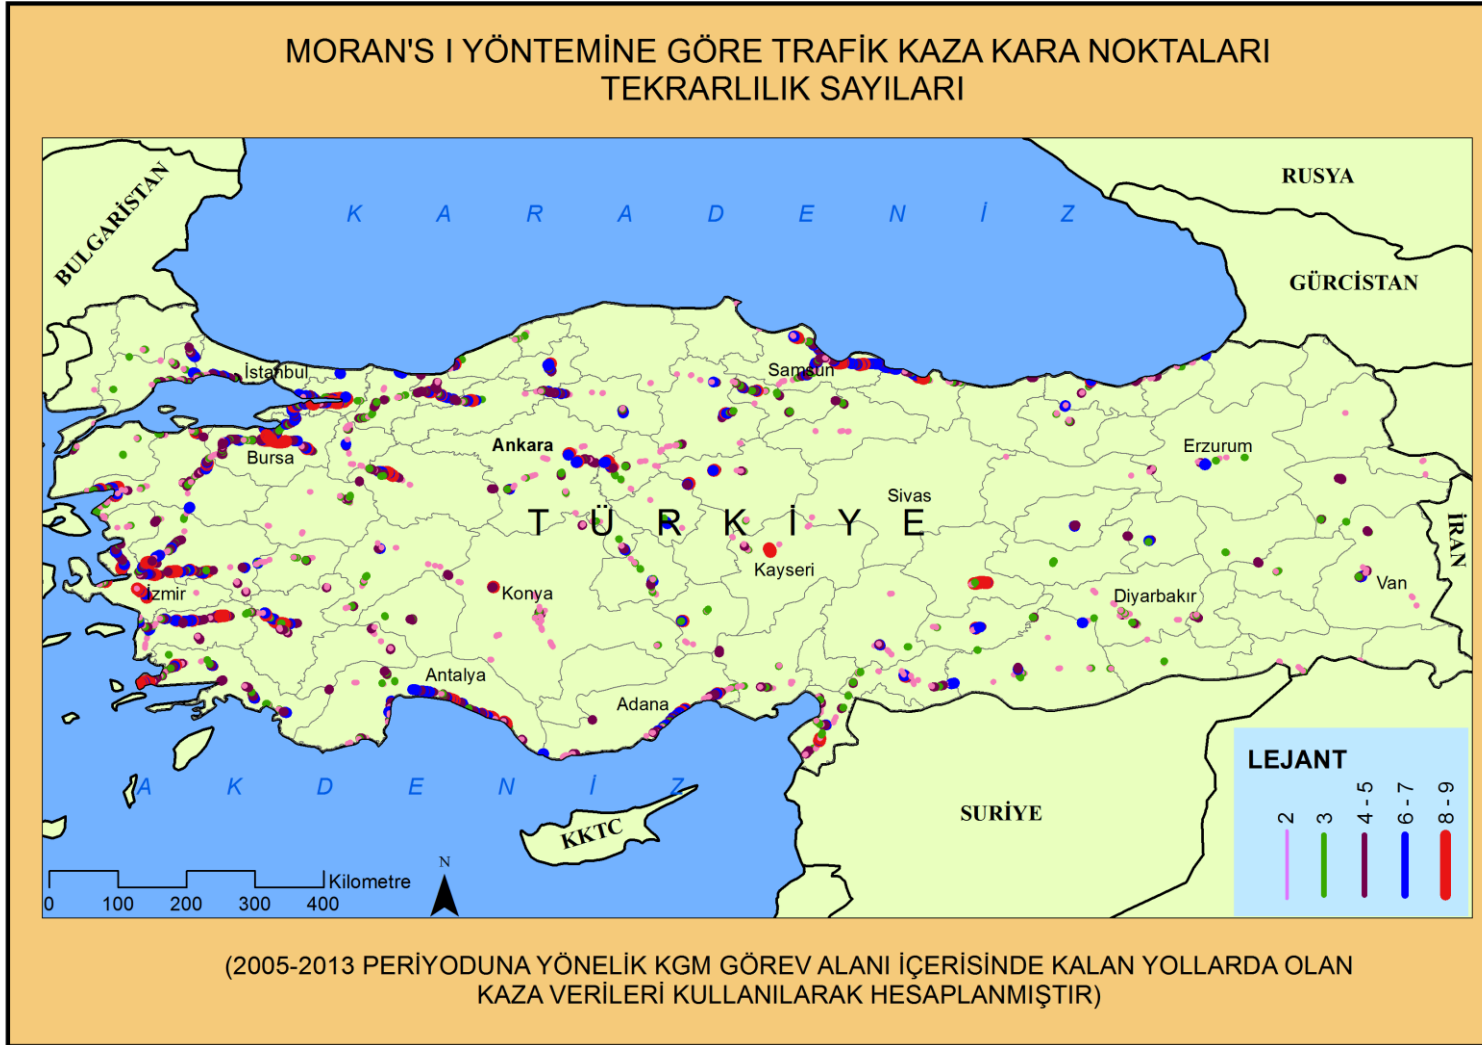 MORAN'S I YÖNTEMİNE GÖRE TRAFİK KAZA KARA NOKTALARI
TEKRARLILIK SAYILARI
RUSYA
BULGARİSTAN
K A R A D E N İ Z
GÜRCİSTAN
İstanbul
Samsun
Ankara
Bursa
Erzurum
Sivas
TÜRKİYE
İRAN
Kayseri
İzmir
Konya
Diyarbakır
Van
Antalya
Adana
A K D E N İ Z
KKTC
SURİYE
LEJANT
2
3
4 - 5
6 - 7
8 - 9
N
Kilometre
0 100 200 300 400
(2005-2013 PERİYODUNA YÖNELİK KGM GÖREV ALANI İÇERİSİNDE KALAN YOLLARDA OLAN
KAZA VERİLERİ KULLANILARAK HESAPLANMIŞTIR)